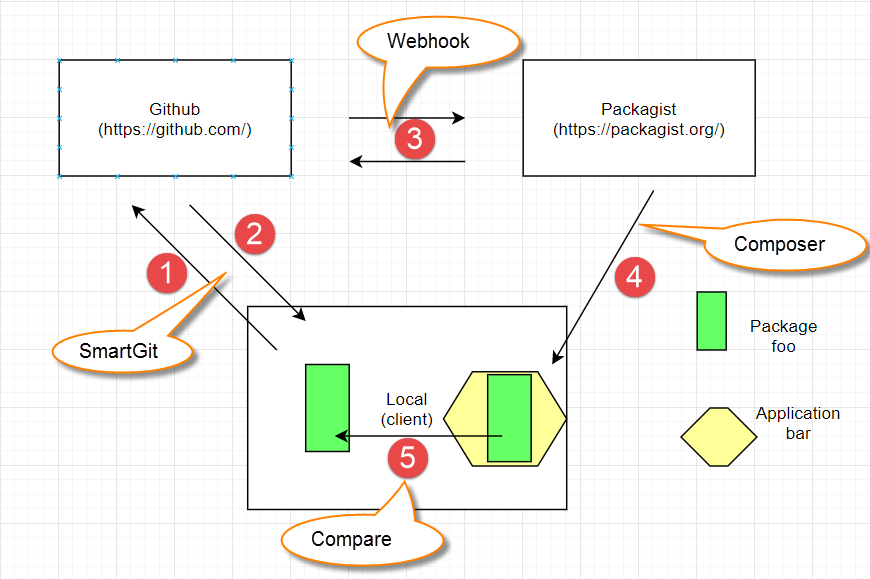 Webhook
Github
(https://github.com/)
Packagist
(https://packagist.org/)
3
2
1
Composer
4
SmartGit
Package
foo
Local
(client)
Application
bar
5
Compare